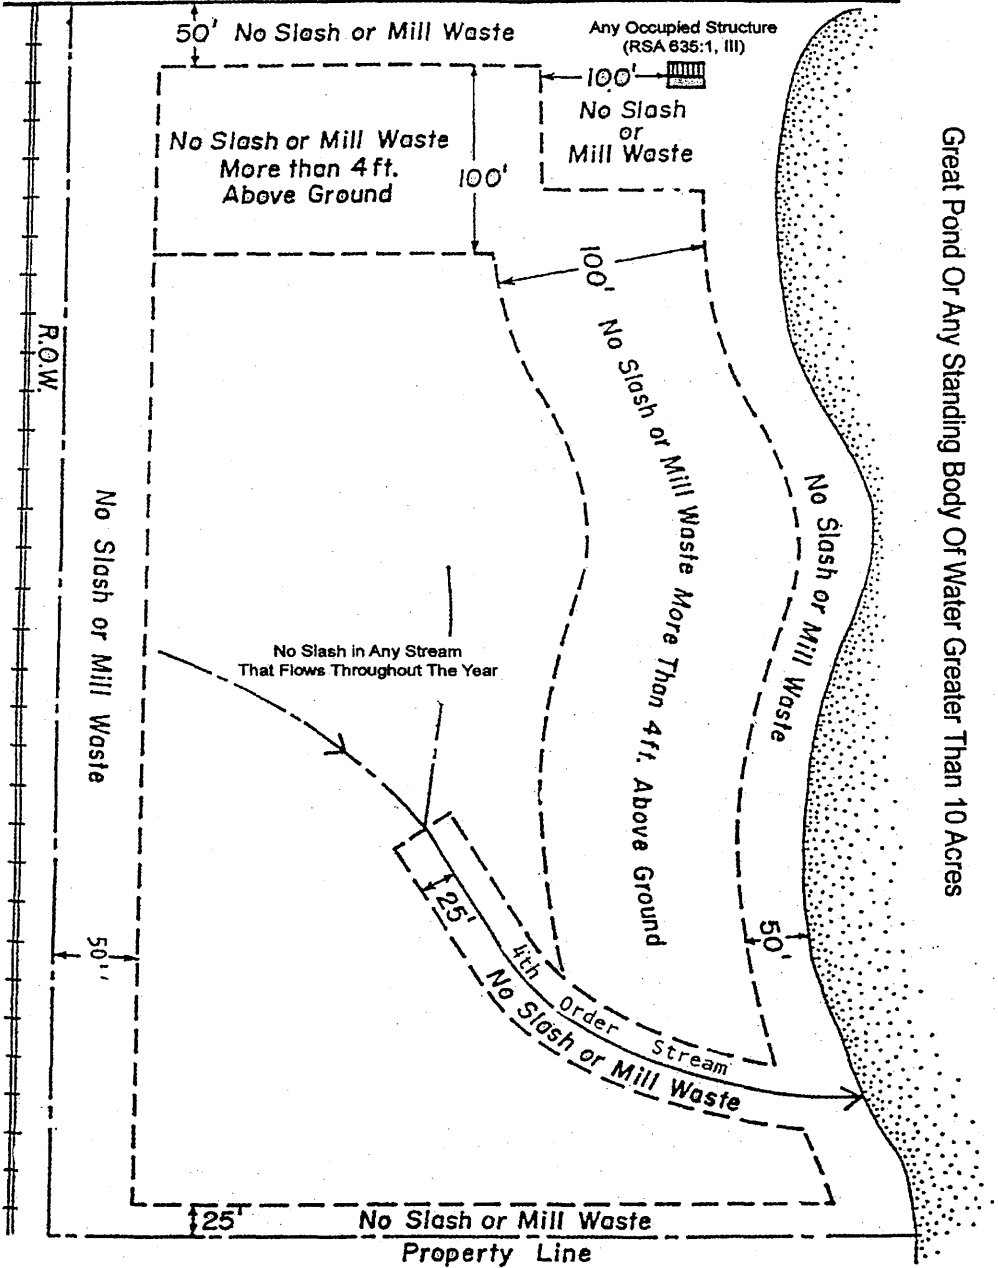 50' No Slash or Mill Waste
Any Occupied Structure
(RSA 635:1, III)
100'
No Slash
or
Mill Waste
No Slash or Mill Waste
More than 4 ft.
Above Ground
100'
100'
R.O.W.
No Slash or Mill Waste
50''
No Slash or Mill Waste More Than 4 ft. Above Ground
No Slash or Mill Waste
50'
Great Pond Or Any Standing Body Of Water Greater Than 10 Acres
No Slash in Any Stream
That Flows Throughout The Year
25'
4th Order Stream
No Slash or Mill Waste
25'
No Slash or Mill Waste
Property Line